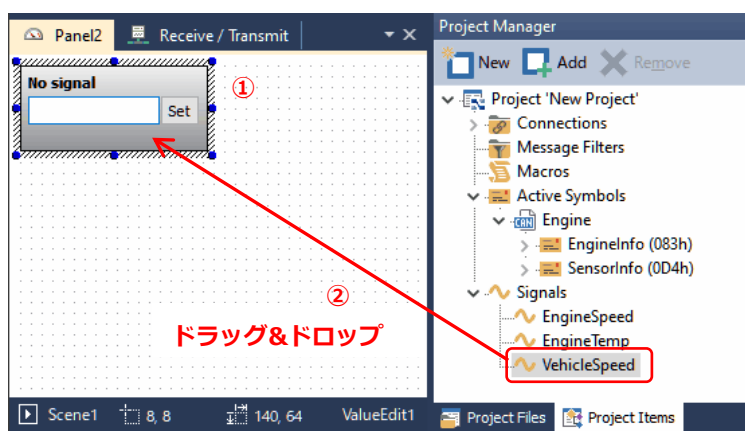 Panel2
Receive / Transmit
No signal
Set
①
②
ドラッグ&ドロップ
Scene1
8, 8
140, 64
ValueEdit1
Project Manager
New
Add
Remove
Project 'New Project'
Connections
Message Filters
Macros
Active Symbols
CAN
Engine
EngineInfo (083h)
SensorInfo (0D4h)
Signals
EngineSpeed
EngineTemp
VehicleSpeed
Project Files
Project Items